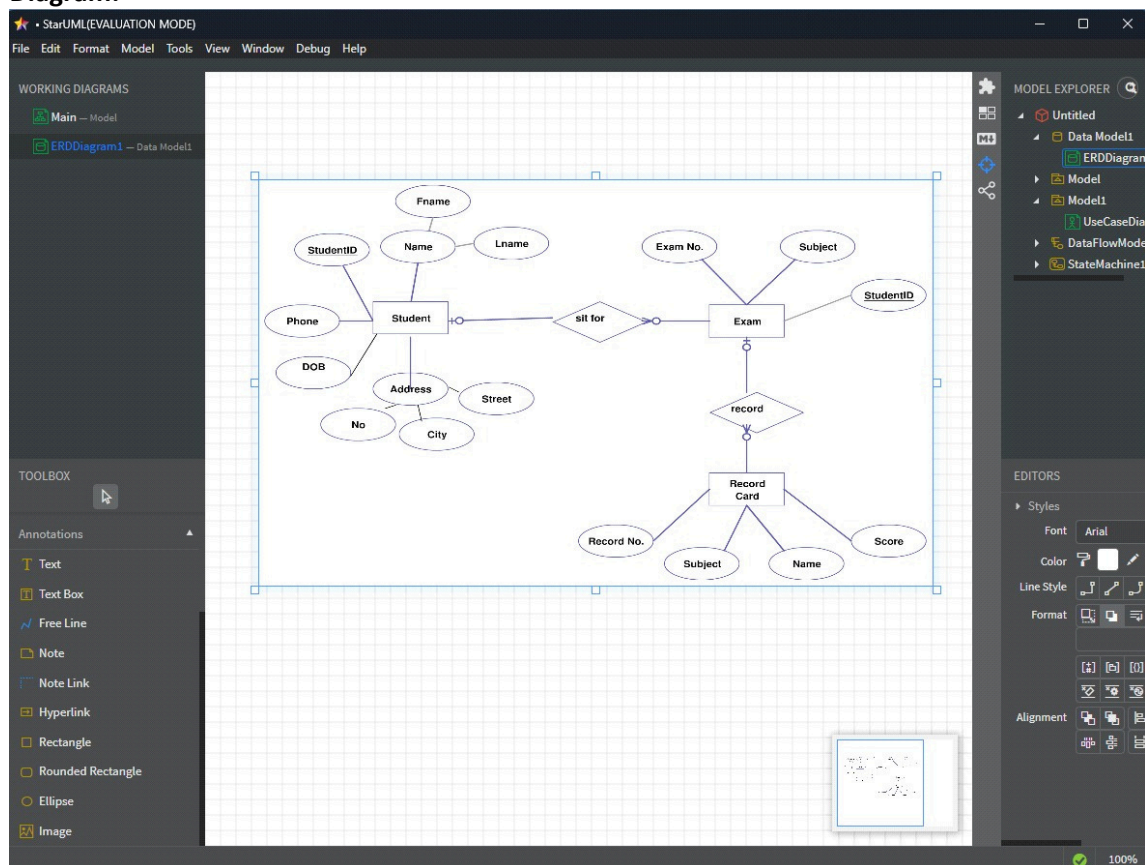 Diagram:
• StarUML(EVALUATION MODE)
File Edit Format Model Tools View Window Debug Help
WORKING DIAGRAMS
Main — Model
ERDDiagram1 — Data Model1
TOOLBOX
Annotations
Text
Text Box
Free Line
Note
Note Link
Hyperlink
Rectangle
Rounded Rectangle
Ellipse
Image
Fname
Name
Lname
StudentID
Phone
Student
DOB
Address
Street
No
City
sit for
Exam No.
Subject
StudentID
Exam
record
Record
Card
Record No.
Subject
Name
Score
MODEL EXPLORER
Untitled
Data Model1
ERDDiagram
Model
Model1
UseCaseDia
DataFlowMode
StateMachine1
EDITORS
Styles
Font Arial
Color
Line Style
Format
Alignment
100%